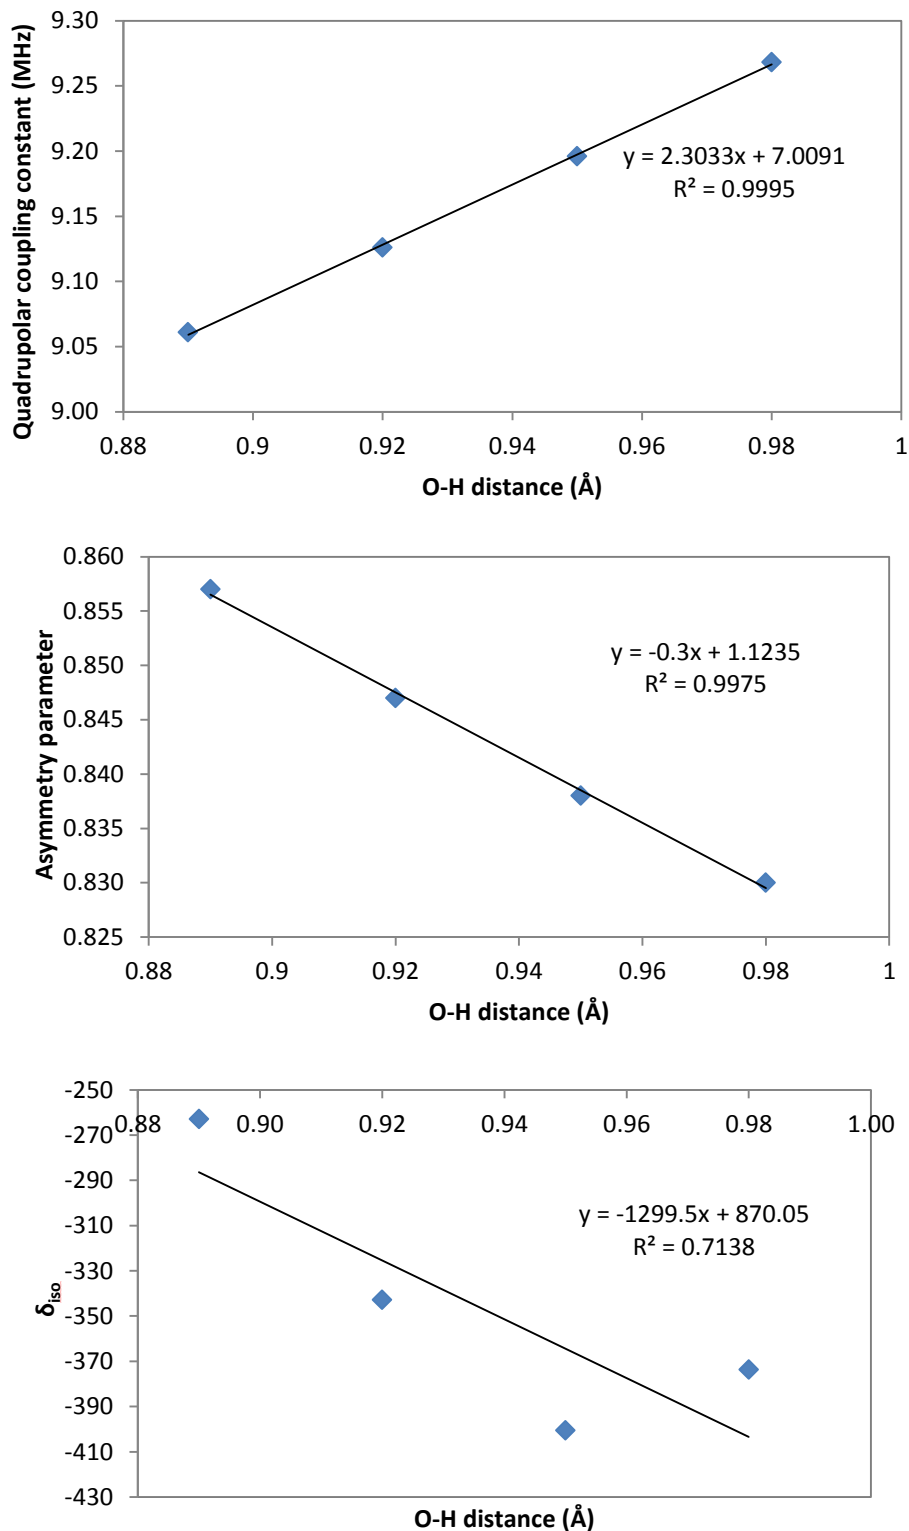 Quadrupolar coupling constant (MHz)
9.30
9.25
9.20
9.15
9.10
9.05
9.00
y = 2.3033x + 7.0091
R² = 0.9995
0.88 0.9 0.92 0.94 0.96 0.98 1
O-H distance (Å)
Asymmetry parameter
0.860
0.855
0.850
0.845
0.840
0.835
0.830
0.825
y = -0.3x + 1.1235
R² = 0.9975
0.88 0.9 0.92 0.94 0.96 0.98 1
O-H distance (Å)
δiso
-250
0.88 0.90 0.92 0.94 0.96 0.98 1.00
-270
-290
-310
-330
-350
-370
-390
-410
-430
y = -1299.5x + 870.05
R² = 0.7138
O-H distance (Å)